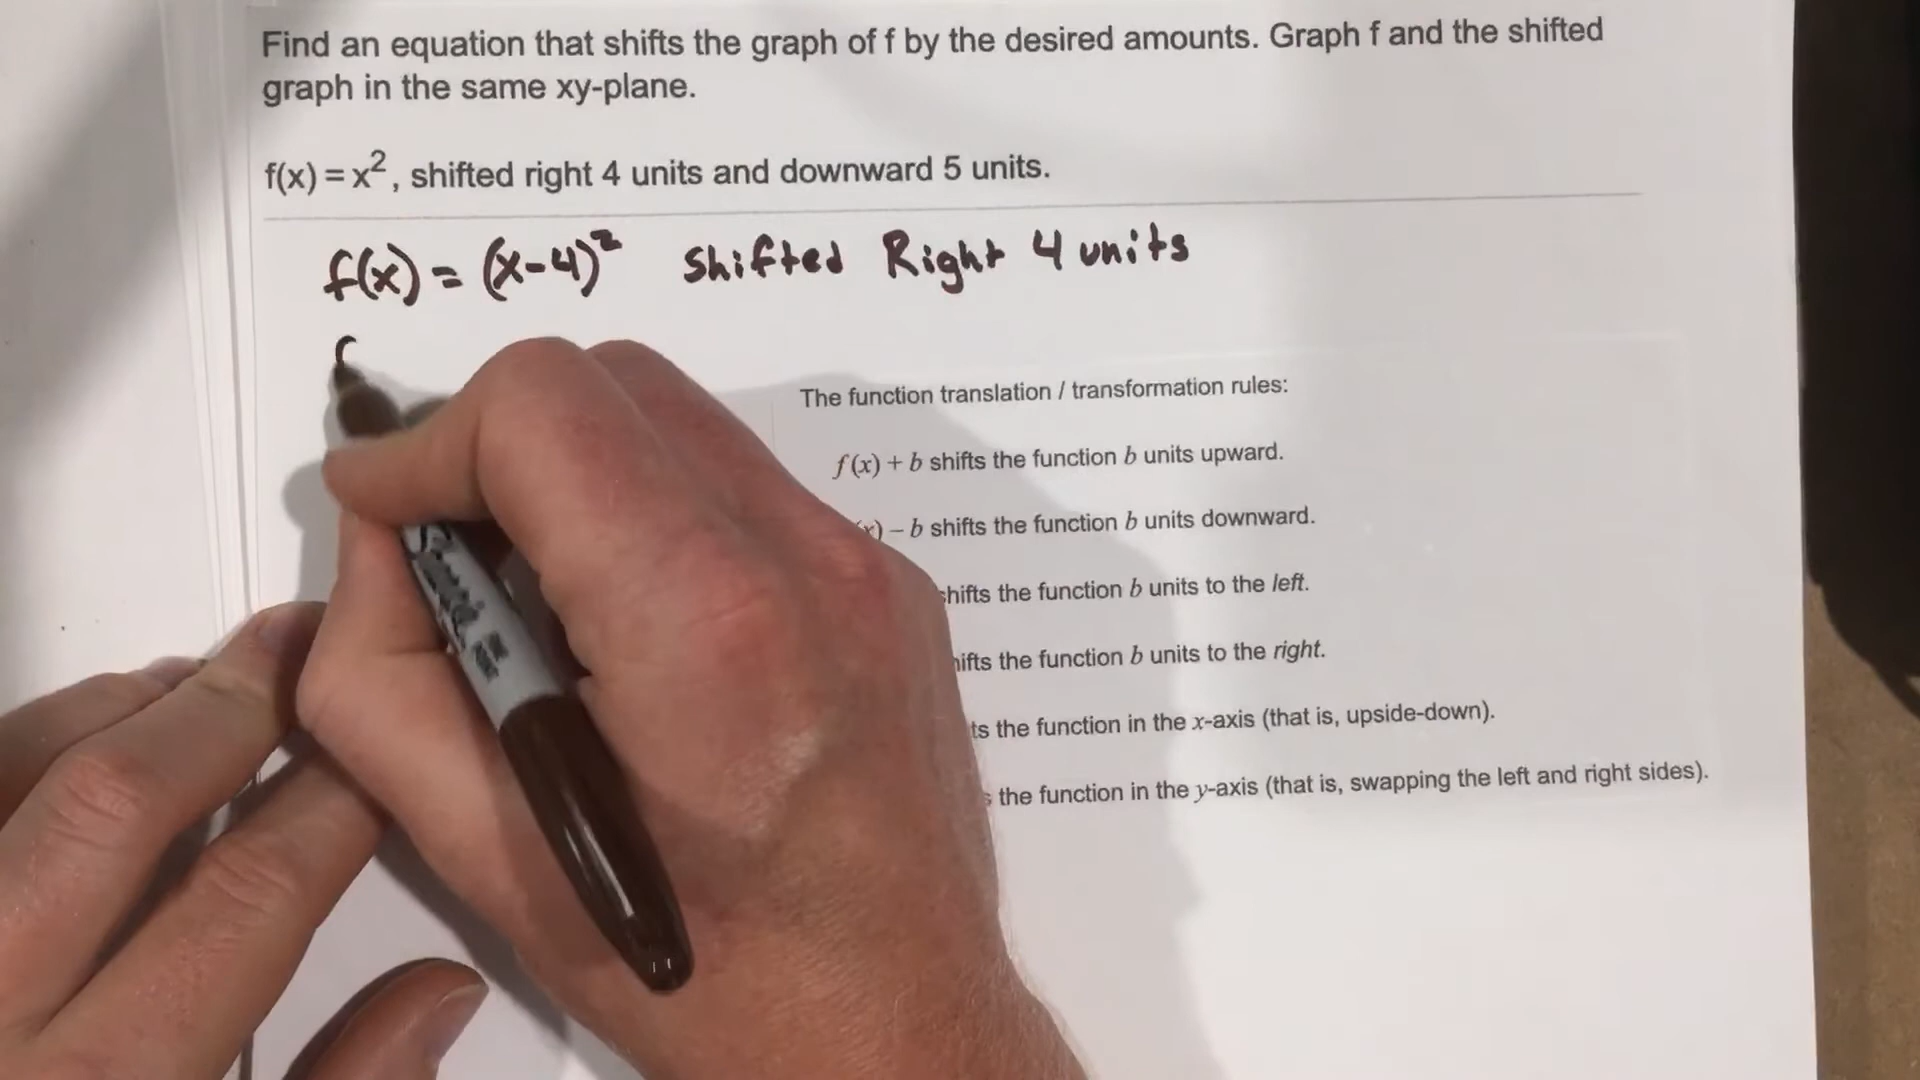 Find an equation that shifts the graph of f by the desired amounts. Graph f and the shifted
graph in the same xy-plane.
f(x) = x², shifted right 4 units and downward 5 units.
f(x) = (x-4)² Shifted Right 4 units
The function translation / transformation rules:
f(x) + b shifts the function b units upward.
x) – b shifts the function b units downward.
the function b units to the left.
the function b units to the right.
the function in the x-axis (that is, upside-down).
the function in the y-axis (that is, swapping the left and right sides).